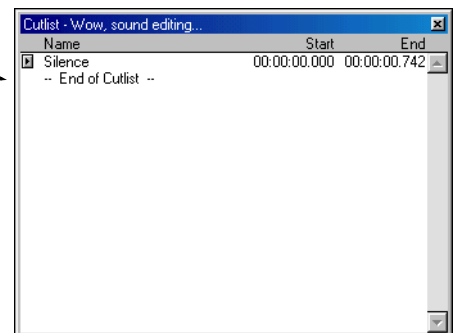 Cutlist - Wow, sound editing...
Name Start End
Silence 00:00:00.000 00:00:00.742
-- End of Cutlist --